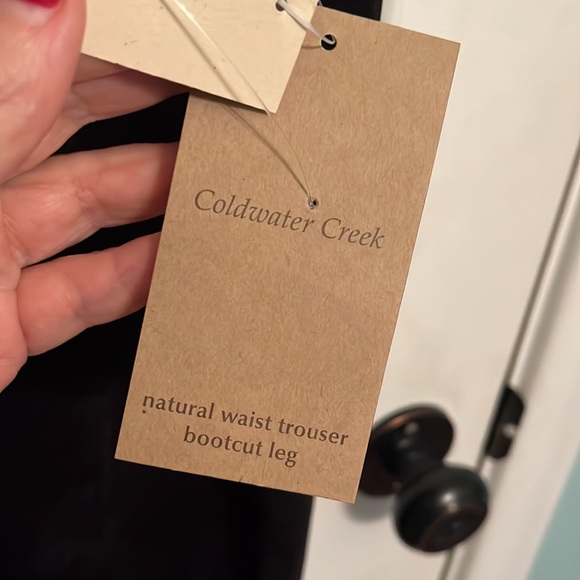 Coldwater Creek
natural waist trouser
bootcut leg